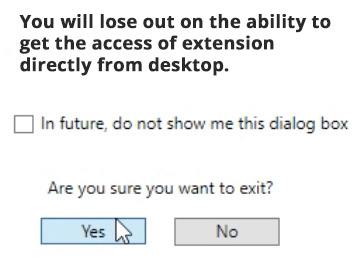 You will lose out on the ability to
get the access of extension
directly from desktop.
In future, do not show me this dialog box
Are you sure you want to exit?
Yes No